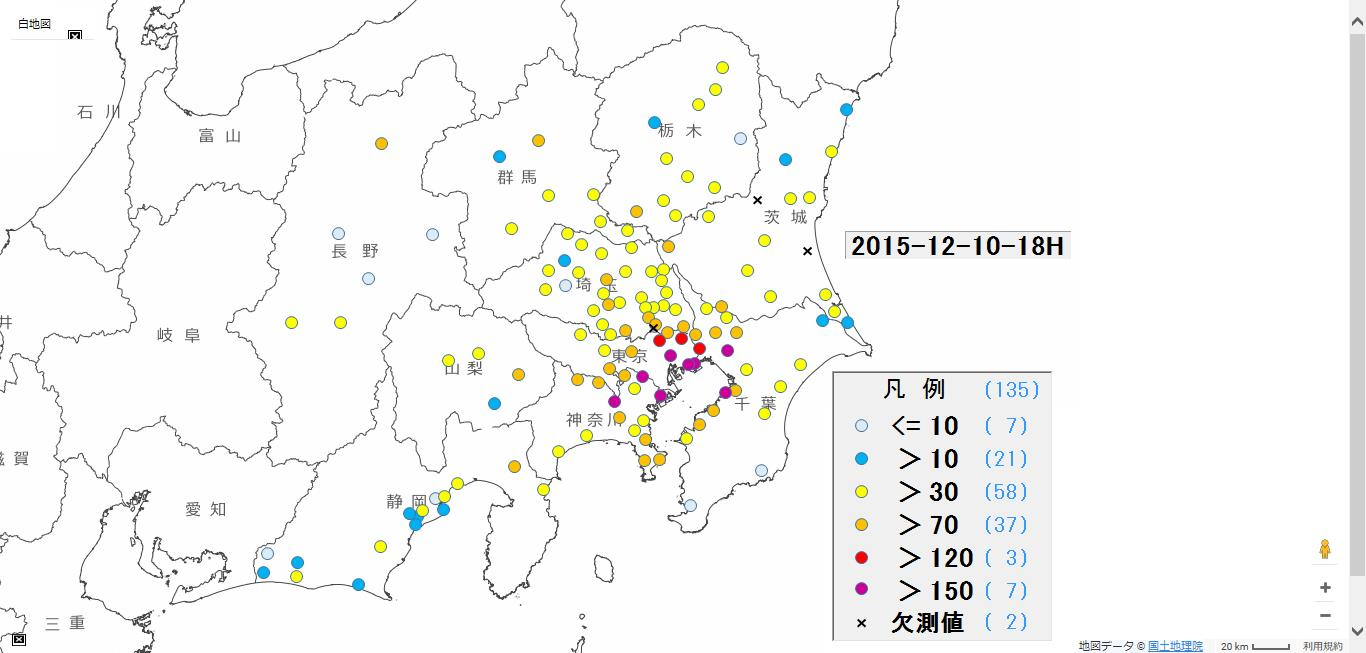 白地図
石川
富山
栃木
群馬
茨城
長野
2015-12-10-18H
埼玉
井
岐阜
東京
山梨
千葉
神奈川
滋賀
静岡
愛知
三重
凡例 (135)
<= 10 ( 7)
> 10 (21)
> 30 (58)
> 70 (37)
> 120 ( 3)
> 150 ( 7)
× 欠測値 ( 2)
+
−
地図データ © 国土地理院 20 km 利用規約